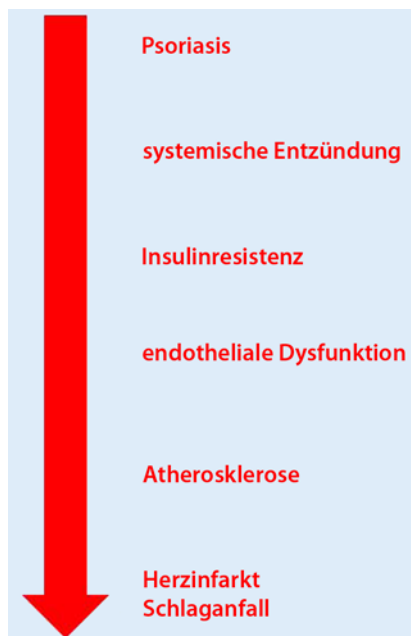 Psoriasis
systemische Entzündung
Insulinresistenz
endotheliale Dysfunktion
Atherosklerose
Herzinfarkt
Schlaganfall